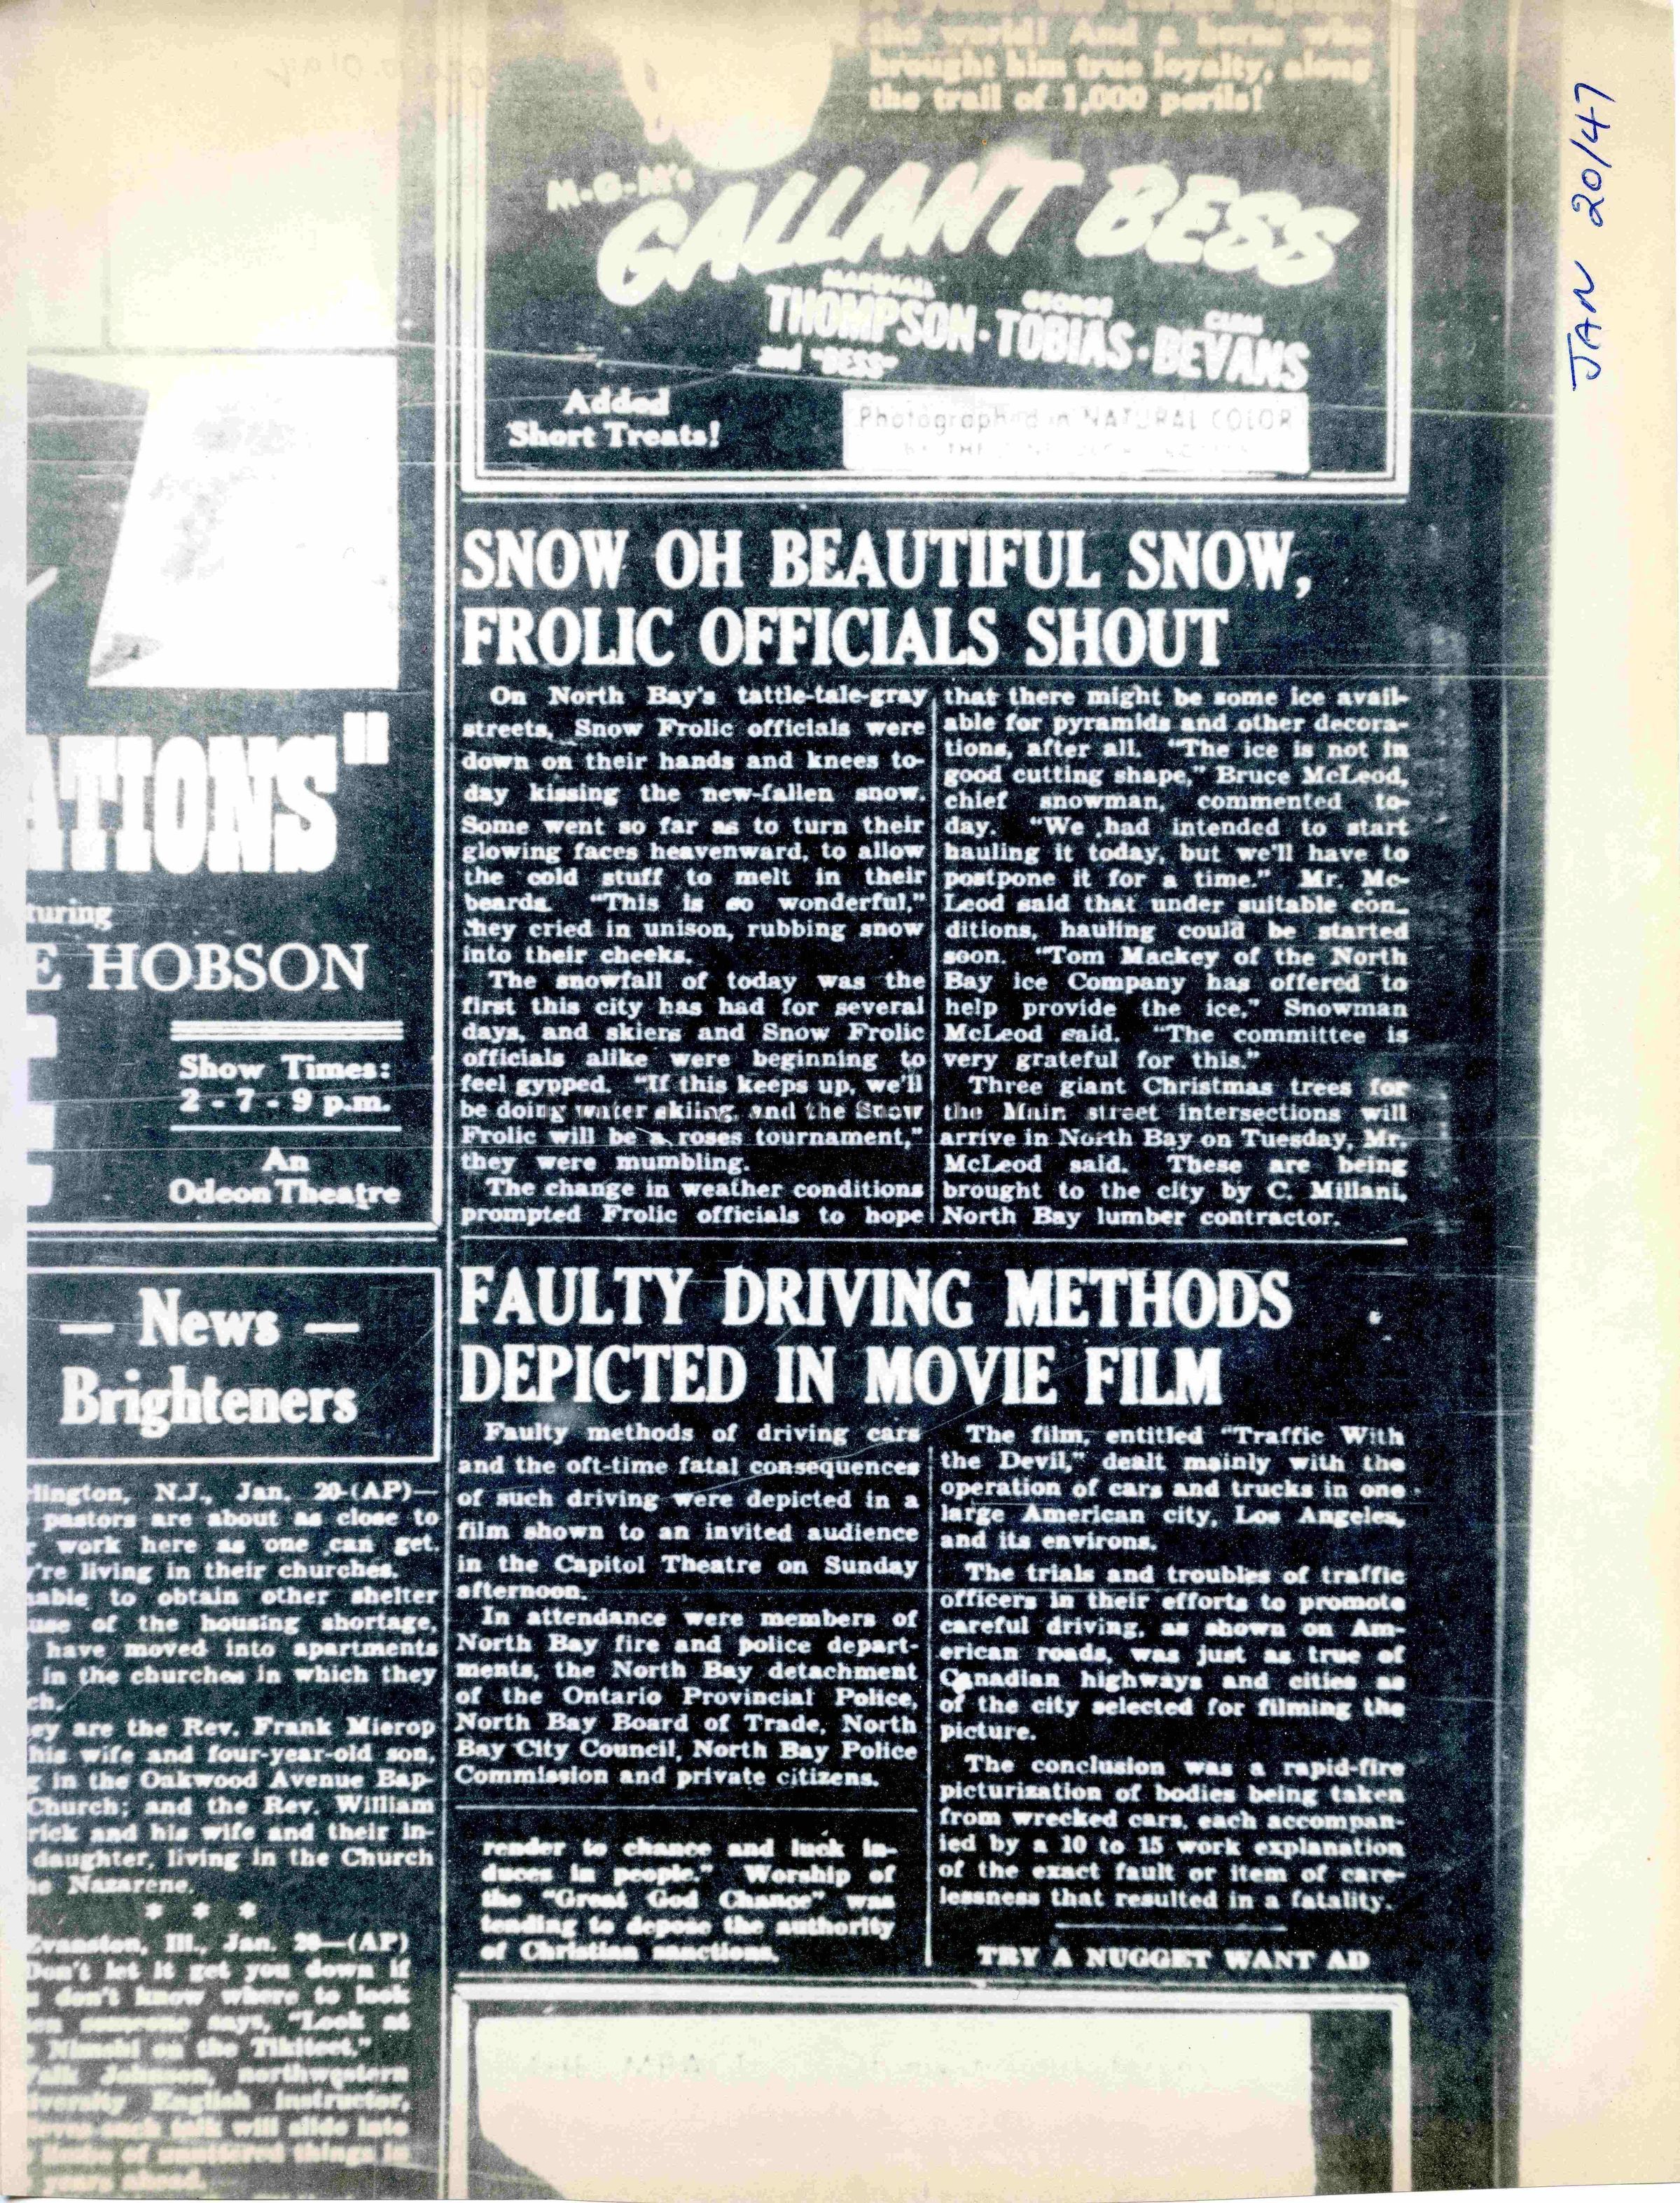 JAN 20/47
the world! And a horse who
brought him true loyalty, along
the trail of 1,000 perils!
M-G-M's
GALLANT BESS
MARSHALL
THOMPSON · GEORGE TOBIAS · CLEM BEVANS
and "BESS"
Added
Short Treats!
Photographed in NATURAL COLOR
ATIONS"
turing
E HOBSON
Show Times:
2 - 7 - 9 p.m.
An
Odeon Theatre
— News —
Brighteners
lington, N.J., Jan. 20-(AP)—
pastors are about as close to
work here as one can get.
're living in their churches.
able to obtain other shelter
use of the housing shortage,
have moved into apartments
in the churches in which they
ch.
ey are the Rev. Frank Mierop
his wife and four-year-old son,
g in the Oakwood Avenue Bap-
Church; and the Rev. William
rick and his wife and their in-
daughter, living in the Church
he Nazarene.
* * *
Evanston, Ill., Jan. 20—(AP)
Don't let it get you down if
don't know where to look
someone says, "Look at
on the Tikiteet."
Johnson, northwestern
versity English instructor,
talk will slide into
of muttered things in
years ahead.
SNOW OH BEAUTIFUL SNOW,
FROLIC OFFICIALS SHOUT
On North Bay's tattle-tale-gray
streets, Snow Frolic officials were
down on their hands and knees to-
day kissing the new-fallen snow.
Some went so far as to turn their
glowing faces heavenward, to allow
the cold stuff to melt in their
beards. "This is so wonderful,"
they cried in unison, rubbing snow
into their cheeks.
The snowfall of today was the
first this city has had for several
days, and skiers and Snow Frolic
officials alike were beginning to
feel gypped. "If this keeps up, we'll
be doing water skiing, and the Snow
Frolic will be a roses tournament,"
they were mumbling.
The change in weather conditions
prompted Frolic officials to hope
that there might be some ice avail-
able for pyramids and other decora-
tions, after all. "The ice is not in
good cutting shape," Bruce McLeod,
chief snowman, commented to-
day. "We had intended to start
hauling it today, but we'll have to
postpone it for a time." Mr. Mc-
Leod said that under suitable con-
ditions, hauling could be started
soon. "Tom Mackey of the North
Bay ice Company has offered to
help provide the ice," Snowman
McLeod said. "The committee is
very grateful for this."
Three giant Christmas trees for
the Main street intersections will
arrive in North Bay on Tuesday, Mr.
McLeod said. These are being
brought to the city by C. Millani,
North Bay lumber contractor.
FAULTY DRIVING METHODS
DEPICTED IN MOVIE FILM
Faulty methods of driving cars
and the oft-time fatal consequences
of such driving were depicted in a
film shown to an invited audience
in the Capitol Theatre on Sunday
afternoon.
In attendance were members of
North Bay fire and police depart-
ments, the North Bay detachment
of the Ontario Provincial Police,
North Bay Board of Trade, North
Bay City Council, North Bay Police
Commission and private citizens.
render to chance and luck in-
duces in people." Worship of
the "Great God Chance" was
tending to depose the authority
of Christian sanctions.
The film, entitled "Traffic With
the Devil," dealt mainly with the
operation of cars and trucks in one
large American city, Los Angeles,
and its environs.
The trials and troubles of traffic
officers in their efforts to promote
careful driving, as shown on Am-
erican roads, was just as true of
Canadian highways and cities as
of the city selected for filming the
picture.
The conclusion was a rapid-fire
picturization of bodies being taken
from wrecked cars, each accompan-
ied by a 10 to 15 work explanation
of the exact fault or item of care-
lessness that resulted in a fatality.
TRY A NUGGET WANT AD